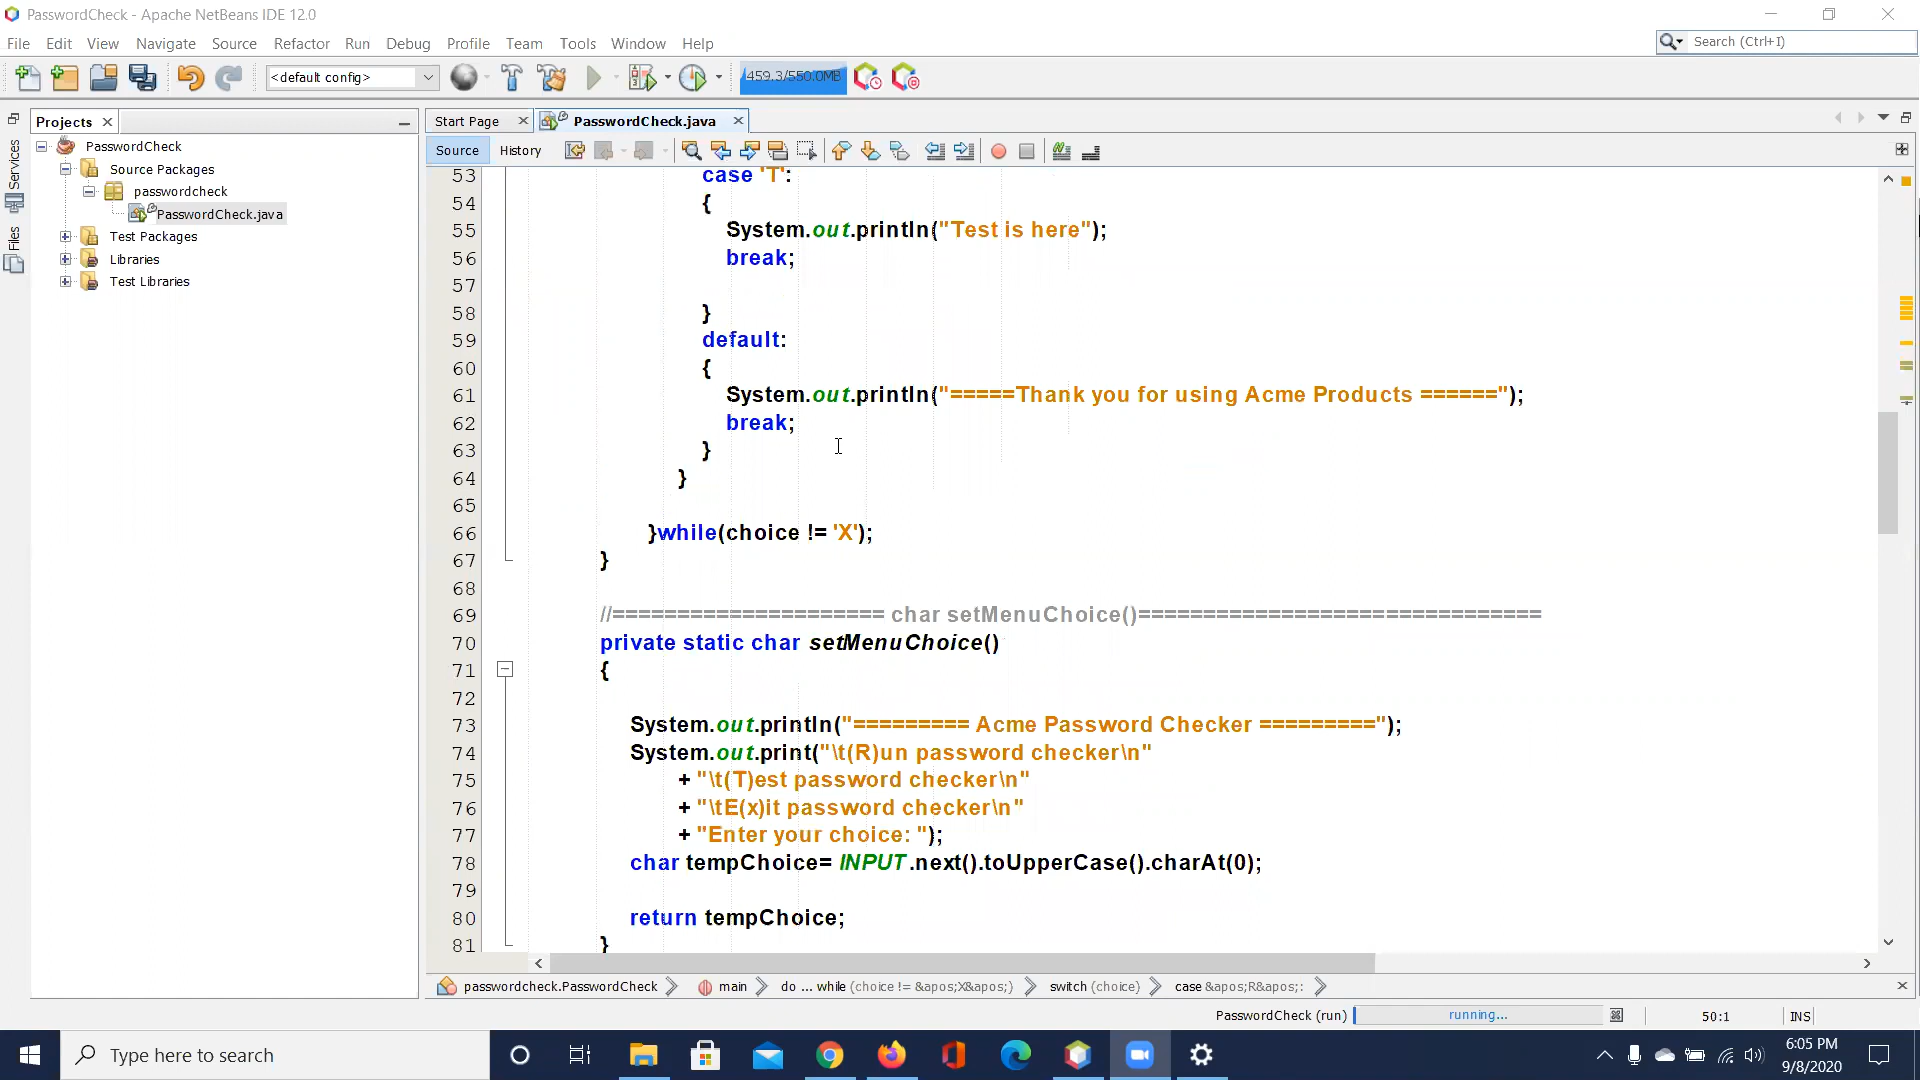 PasswordCheck - Apache NetBeans IDE 12.0
File Edit View Navigate Source Refactor Run Debug Profile Team Tools Window Help
Search (Ctrl+I)
<default config>
459.3/550.0MB
Projects
Start Page
PasswordCheck.java
Services
Files
PasswordCheck
Source Packages
passwordcheck
PasswordCheck.java
Test Packages
Libraries
Test Libraries
Source History
53 case 'T':
54 {
55 System.out.println("Test is here");
56 break;
57
58 }
59 default:
60 {
61 System.out.println("=====Thank you for using Acme Products ======");
62 break;
63 }
64 }
65
66 }while(choice != 'X');
67 }
68
69 //===================== char setMenuChoice()===============================
70 private static char setMenuChoice()
71 {
72
73 System.out.println("========= Acme Password Checker =========");
74 System.out.print("\t(R)un password checker\n"
75 + "\t(T)est password checker\n"
76 + "\tE(x)it password checker\n"
77 + "Enter your choice: ");
78 char tempChoice= INPUT.next().toUpperCase().charAt(0);
79
80 return tempChoice;
81 }
passwordcheck.PasswordCheck main do ... while (choice != &apos;X&apos;) switch (choice) case &apos;R&apos;:
PasswordCheck (run) running... 50:1 INS
Type here to search
6:05 PM
9/8/2020